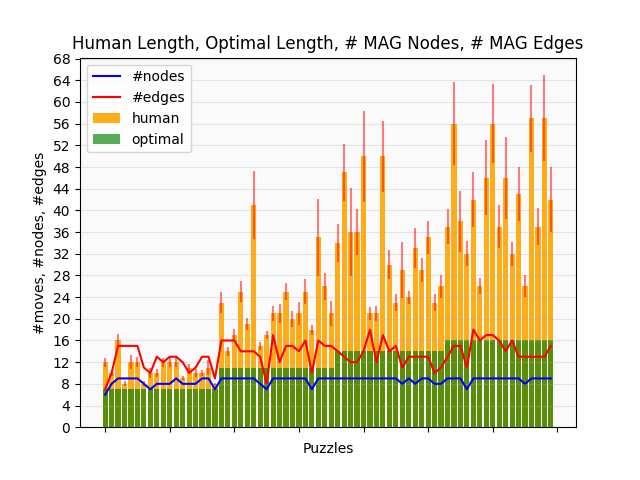 Human Length, Optimal Length, # MAG Nodes, # MAG Edges
68
64
60
56
52
48
44
40
36
32
28
24
20
16
12
8
4
0
#moves, #nodes, #edges
#nodes
#edges
human
optimal
Puzzles